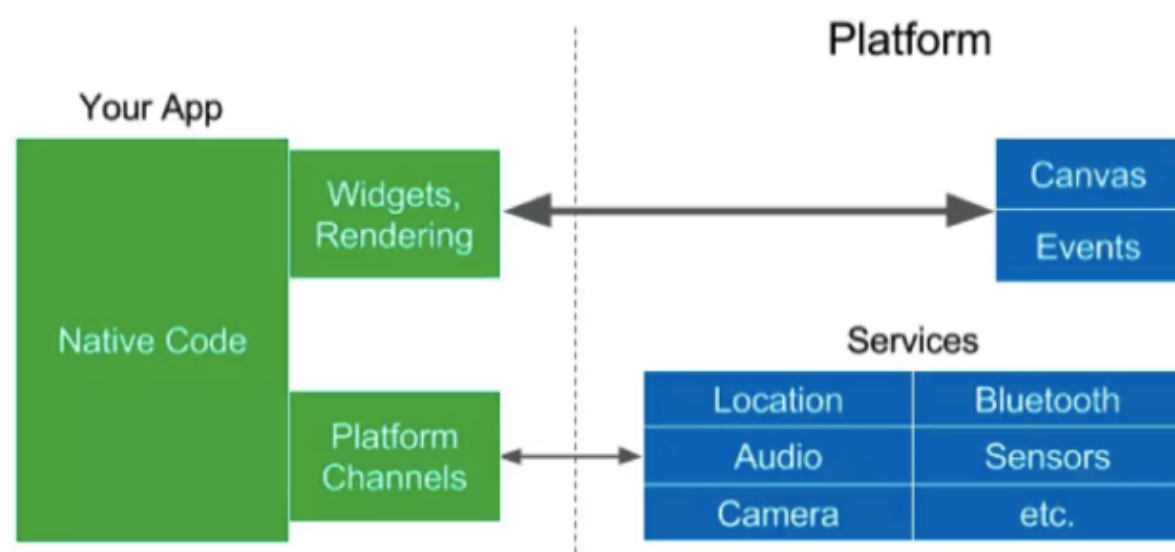 Platform
Your App
Widgets,
Rendering
Canvas
Events
Native Code
Services
Platform
Channels
Location
Bluetooth
Audio
Sensors
Camera
etc.